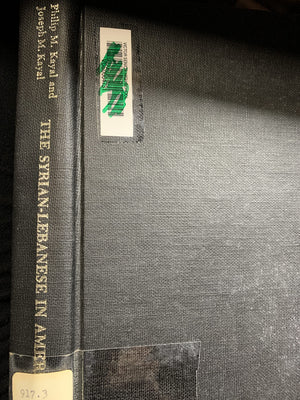 Philip M. Kayal and
Joseph M. Kayal
THE SYRIAN-LEBANESE IN AMER
917.3